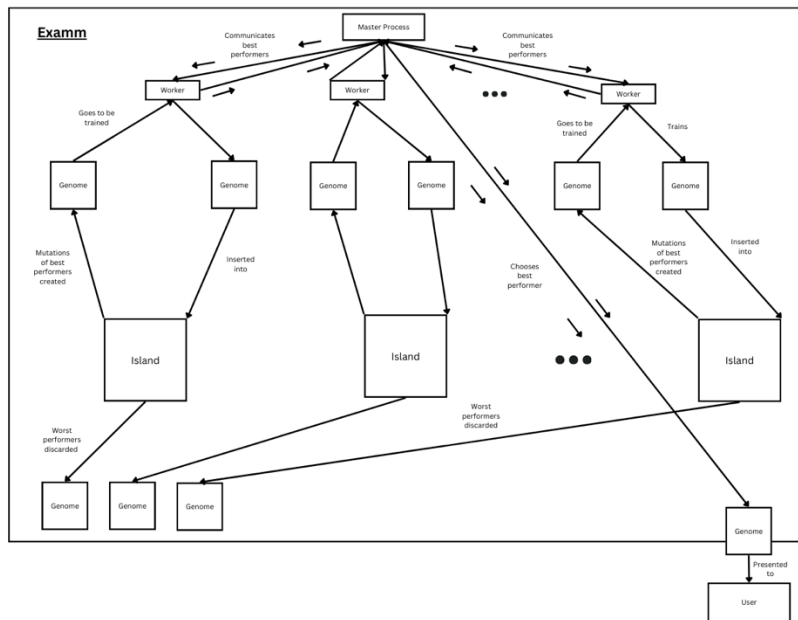 Examm
Master Process
Communicates
best
performers
Communicates
best
performers
Worker
Worker
Worker
Goes to be
trained
Goes to be
trained
Trains
Genome
Genome
Genome
Genome
Genome
Genome
Mutations
of best
performers
created
Inserted
into
Chooses
best
performer
Mutations
of best
performers
created
Inserted
into
Island
Island
Island
Worst
performers
discarded
Worst
performers
discarded
Genome
Genome
Genome
Genome
Presented
to
User